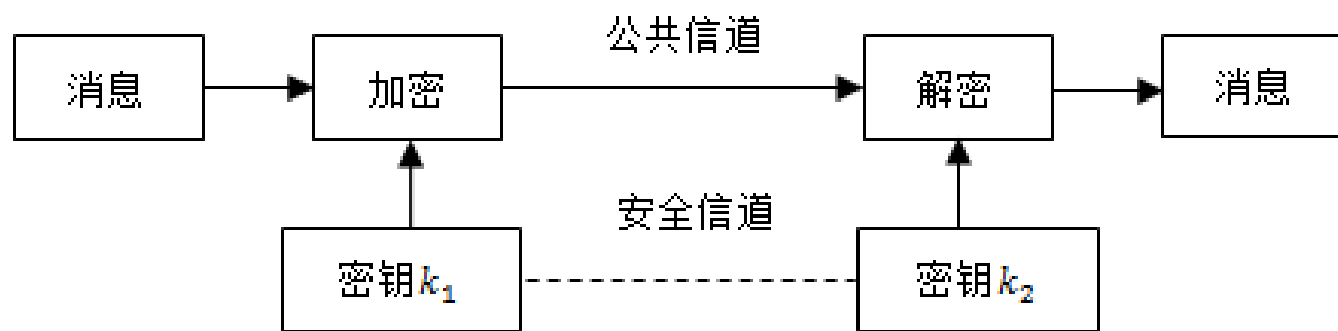 公共信道
消息
加密
解密
消息
安全信道
密钥k₁
密钥k₂